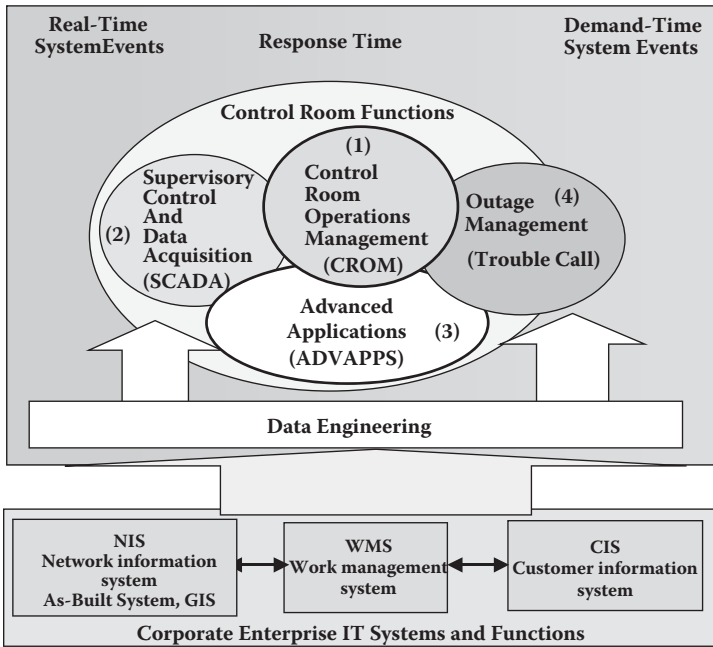 Real-Time
SystemEvents
Response Time
Demand-Time
System Events
Control Room Functions
(1)
Control
Room
Operations
Management
(CROM)
Supervisory
Control
And
(2) Data
Acquisition
(SCADA)
Outage (4)
Management
(Trouble Call)
Advanced
Applications (3)
(ADVAPPS)
Data Engineering
NIS
Network information
system
As-Built System, GIS
WMS
Work management
system
CIS
Customer information
system
Corporate Enterprise IT Systems and Functions